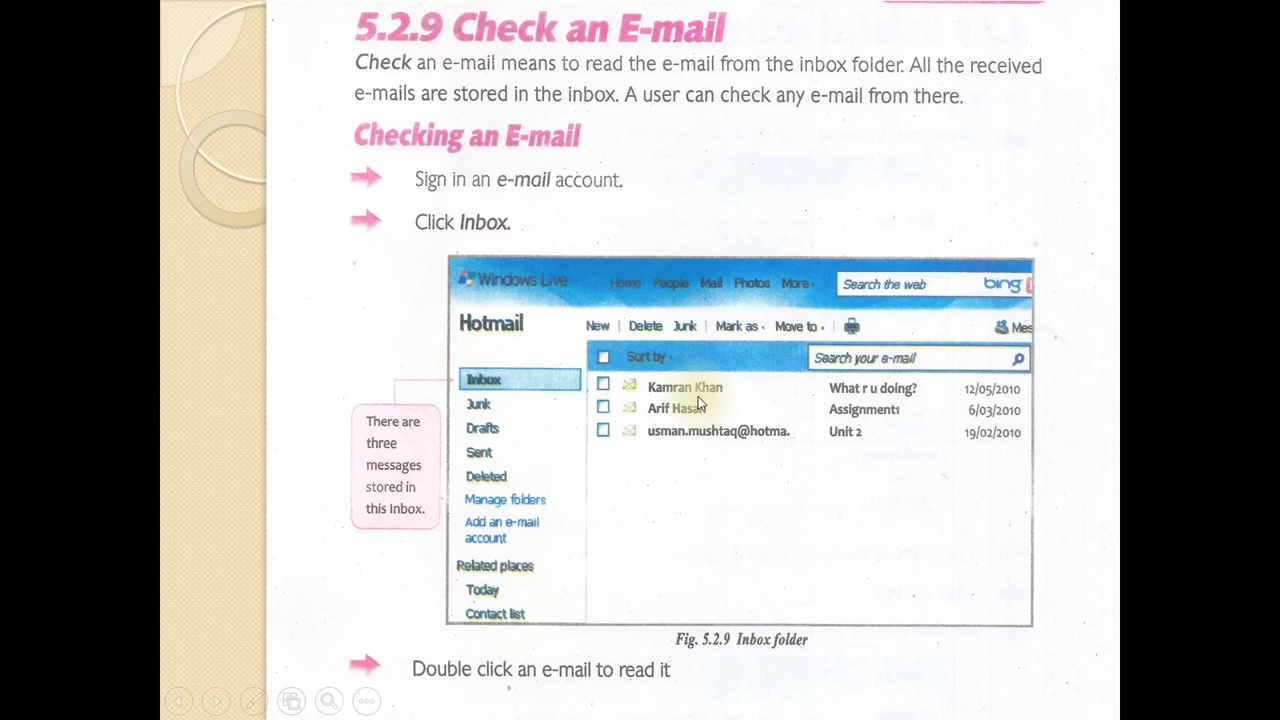 5.2.9 Check an E-mail
Check an e-mail means to read the e-mail from the inbox folder. All the received
e-mails are stored in the inbox. A user can check any e-mail from there.
Checking an E-mail
Sign in an e-mail account.
Click Inbox.
Windows Live Home People Mail Photos More Search the web bing
Hotmail New | Delete Junk | Mark as Move to | Mes
Sort by Search your e-mail
Inbox
Kamran Khan What r u doing? 12/05/2010
Arif Hasan Assignment1 6/03/2010
usman.mushtaq@hotma. Unit 2 19/02/2010
Junk
Drafts
Sent
Deleted
Manage folders
Add an e-mail
account
Related places
Today
Contact list
There are
three
messages
stored in
this Inbox.
Fig. 5.2.9 Inbox folder
Double click an e-mail to read it